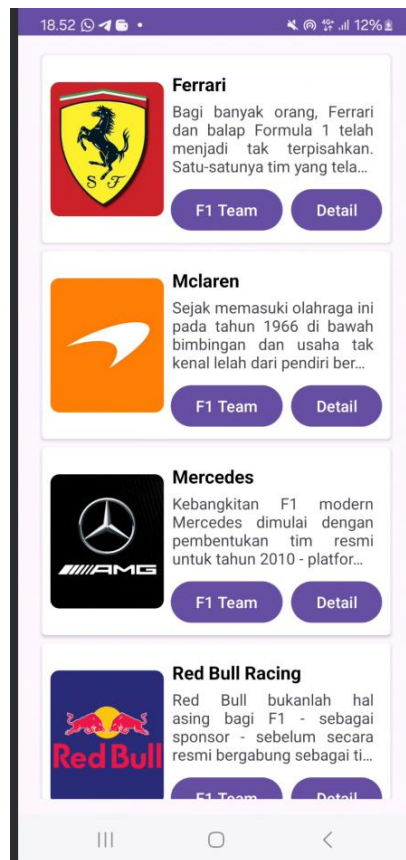 18.52
4G+ 12%
S F
Ferrari
Bagi banyak orang, Ferrari
dan balap Formula 1 telah
menjadi tak terpisahkan.
Satu-satunya tim yang tela...
F1 Team Detail
Mclaren
Sejak memasuki olahraga ini
pada tahun 1966 di bawah
bimbingan dan usaha tak
kenal lelah dari pendiri ber...
F1 Team Detail
AMG
Mercedes
Kebangkitan F1 modern
Mercedes dimulai dengan
pembentukan tim resmi
untuk tahun 2010 - platfor...
F1 Team Detail
Red Bull
Red Bull Racing
Red Bull bukanlah hal
asing bagi F1 - sebagai
sponsor - sebelum secara
resmi bergabung sebagai ti...
F1 Team Detail